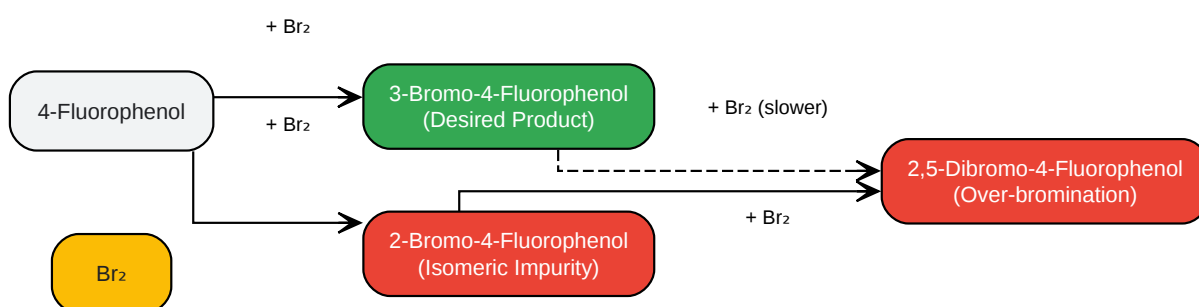 + Br₂
4-Fluorophenol
+ Br₂
3-Bromo-4-Fluorophenol
(Desired Product)
+ Br₂ (slower)
2,5-Dibromo-4-Fluorophenol
(Over-bromination)
2-Bromo-4-Fluorophenol
(Isomeric Impurity)
+ Br₂
Br₂